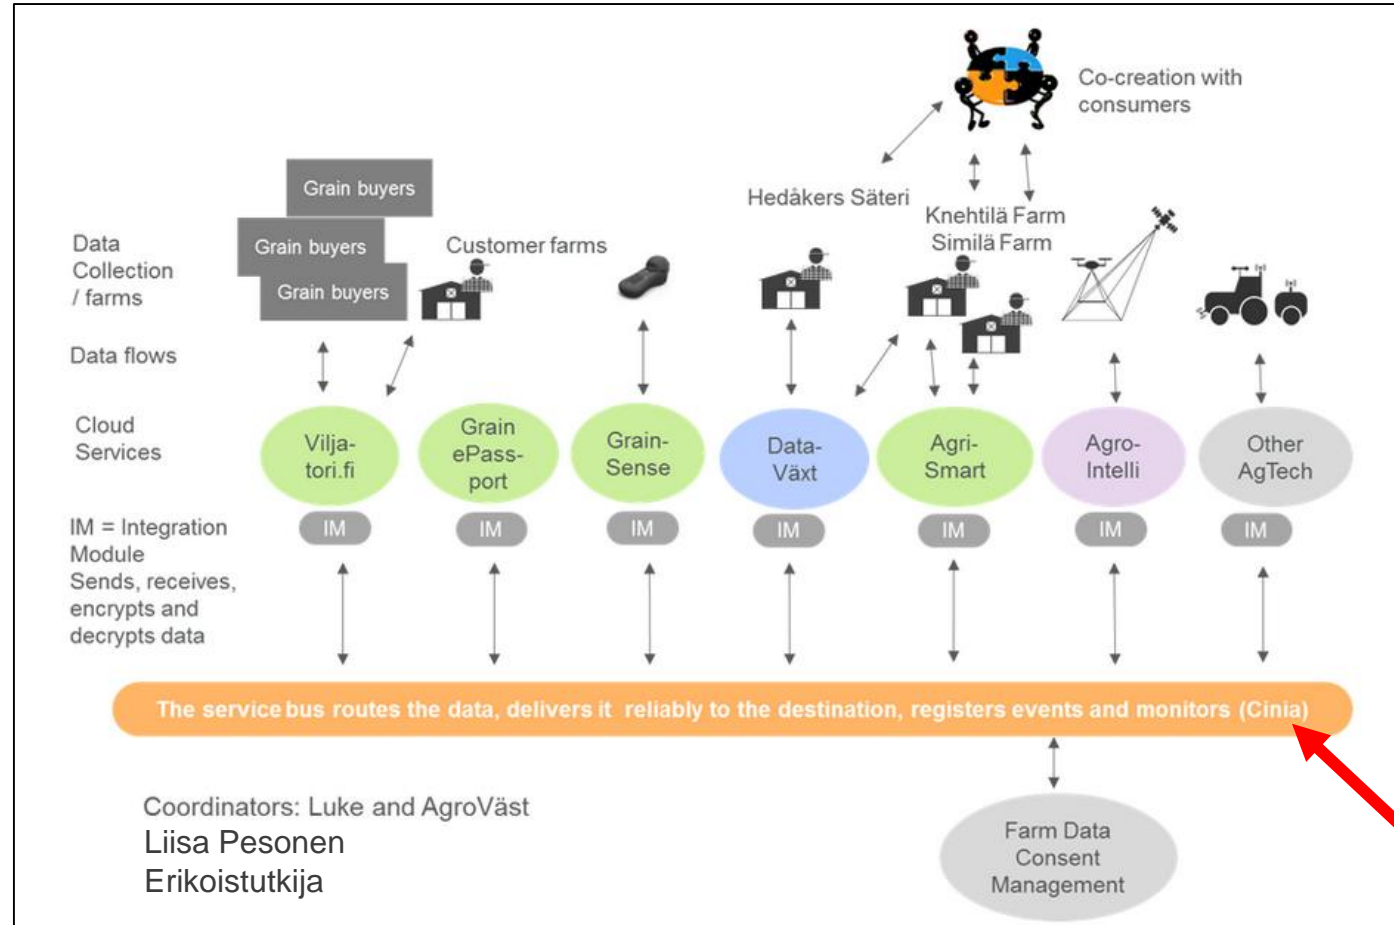 Co-creation with
consumers
Grain buyers
Grain buyers
Grain buyers
Customer farms
Hedåkers Säteri
Knehtilä Farm
Similä Farm
Data
Collection
/ farms
Data flows
Cloud
Services
Vilja-
tori.fi
Grain
ePass-
port
Grain-
Sense
Data-
Växt
Agri-
Smart
Agro-
Intelli
Other
AgTech
IM = Integration
Module
Sends, receives,
encrypts and
decrypts data
IM
IM
IM
IM
IM
IM
IM
The service bus routes the data, delivers it reliably to the destination, registers events and monitors (Cinia)
Coordinators: Luke and AgroVäst
Liisa Pesonen
Erikoistutkija
Farm Data
Consent
Management